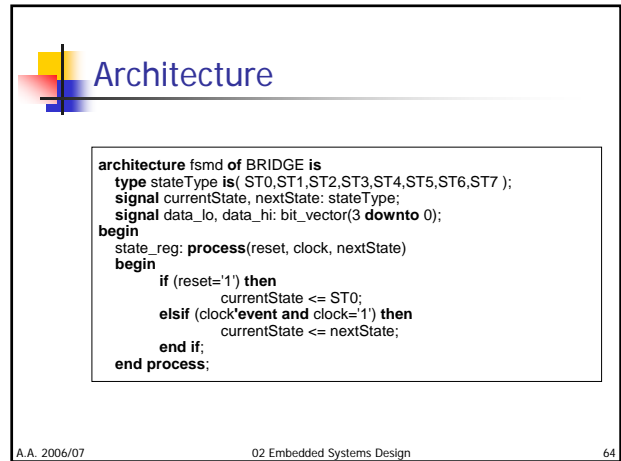 Architecture
architecture fsmd of BRIDGE is
type stateType is( ST0,ST1,ST2,ST3,ST4,ST5,ST6,ST7 );
signal currentState, nextState: stateType;
signal data_lo, data_hi: bit_vector(3 downto 0);
begin
state_reg: process(reset, clock, nextState)
begin
if (reset='1') then
currentState <= ST0;
elsif (clock'event and clock='1') then
currentState <= nextState;
end if;
end process;
A.A. 2006/07 02 Embedded Systems Design 64